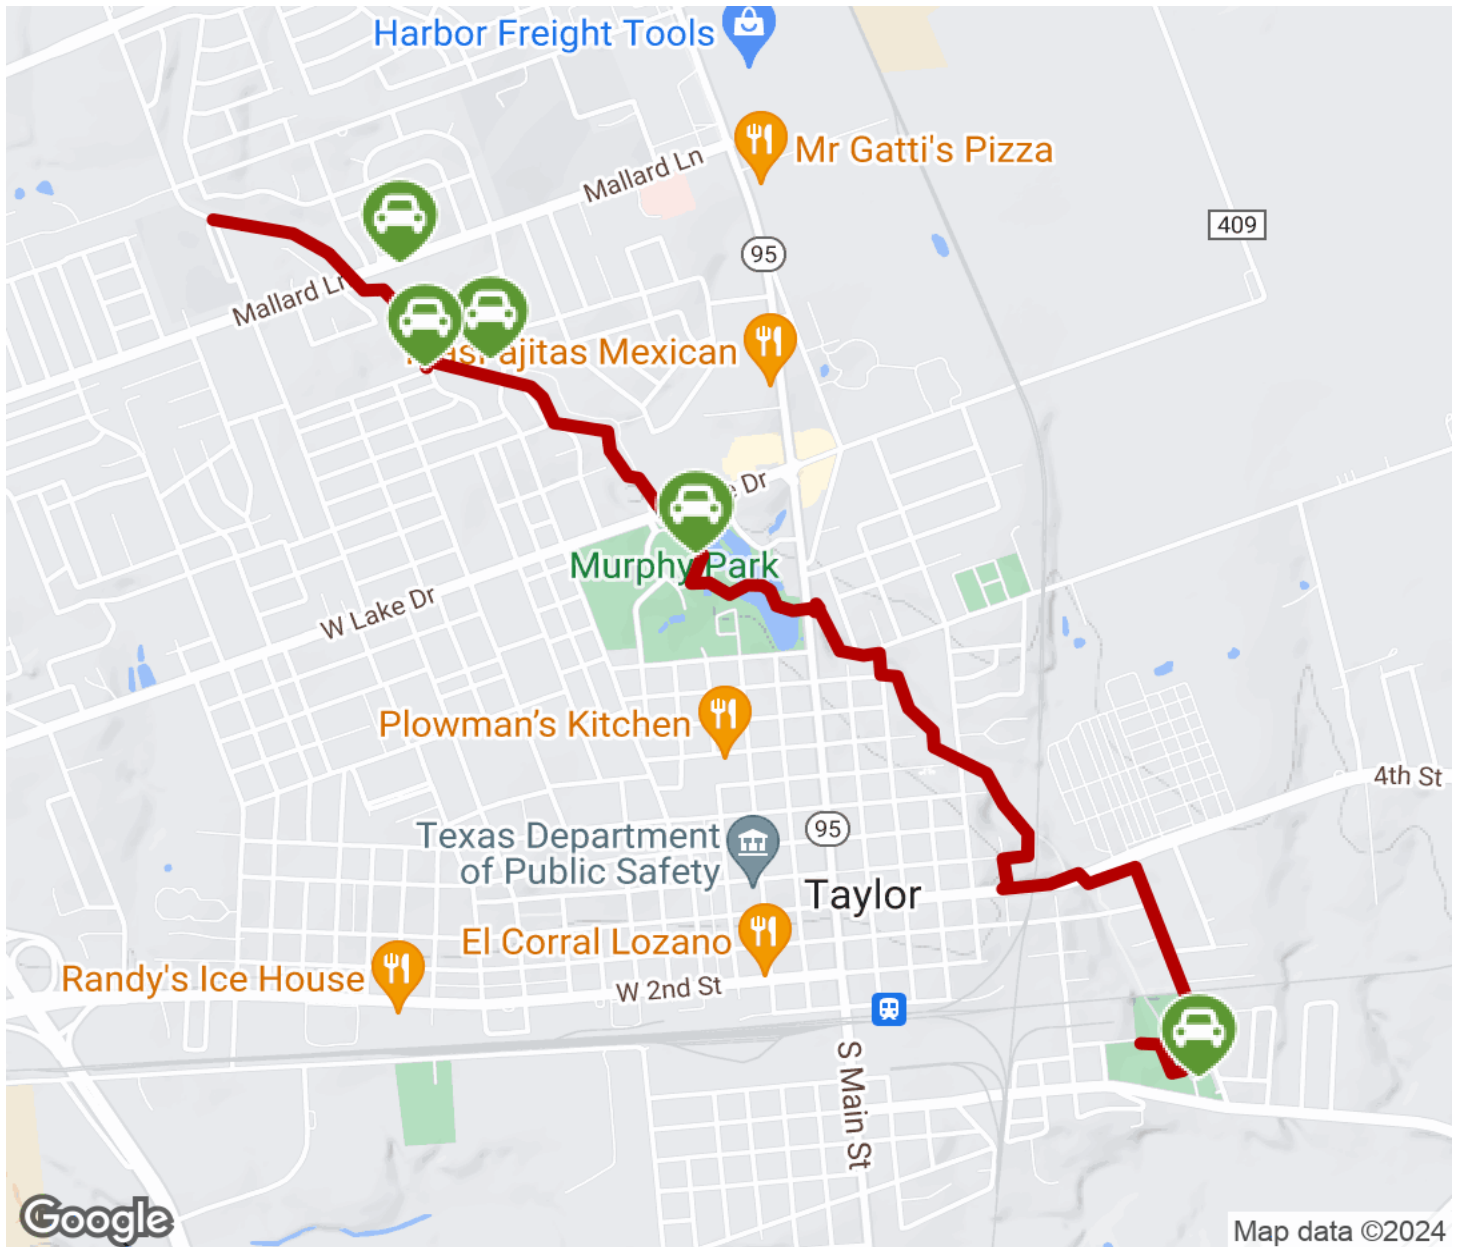 Harbor Freight Tools
Mr Gatti's Pizza
Mallard Ln
409
95
Mallard Ln
Mexican
Dr
Murphy Park
W Lake Dr
Plowman's Kitchen
4th St
Texas Department
of Public Safety
95
Taylor
El Corral Lozano
Randy's Ice House
W 2nd St
S Main St
Google
Map data ©2024